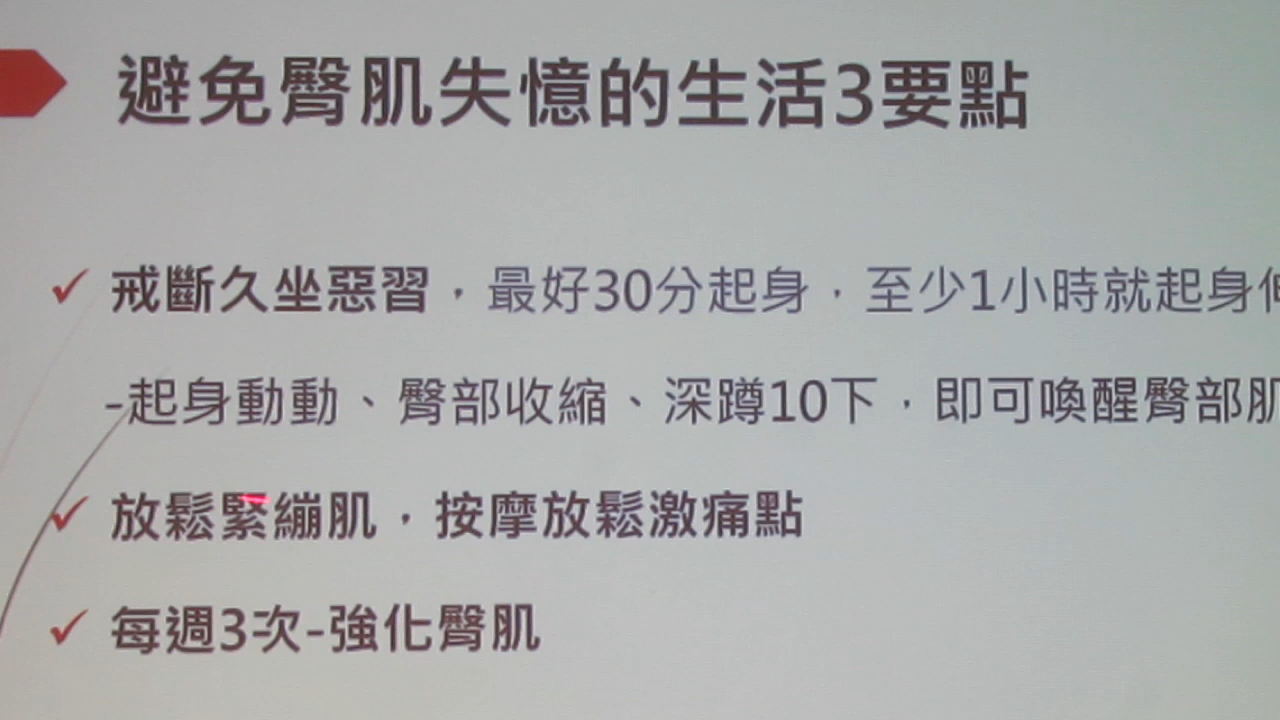 避免臀肌失憶的生活3要點
戒斷久坐惡習，最好30分起身，至少1小時就起身
-起身動動、臀部收縮、深蹲10下，即可喚醒臀部肌
放鬆緊繃肌，按摩放鬆激痛點
每週3次-強化臀肌